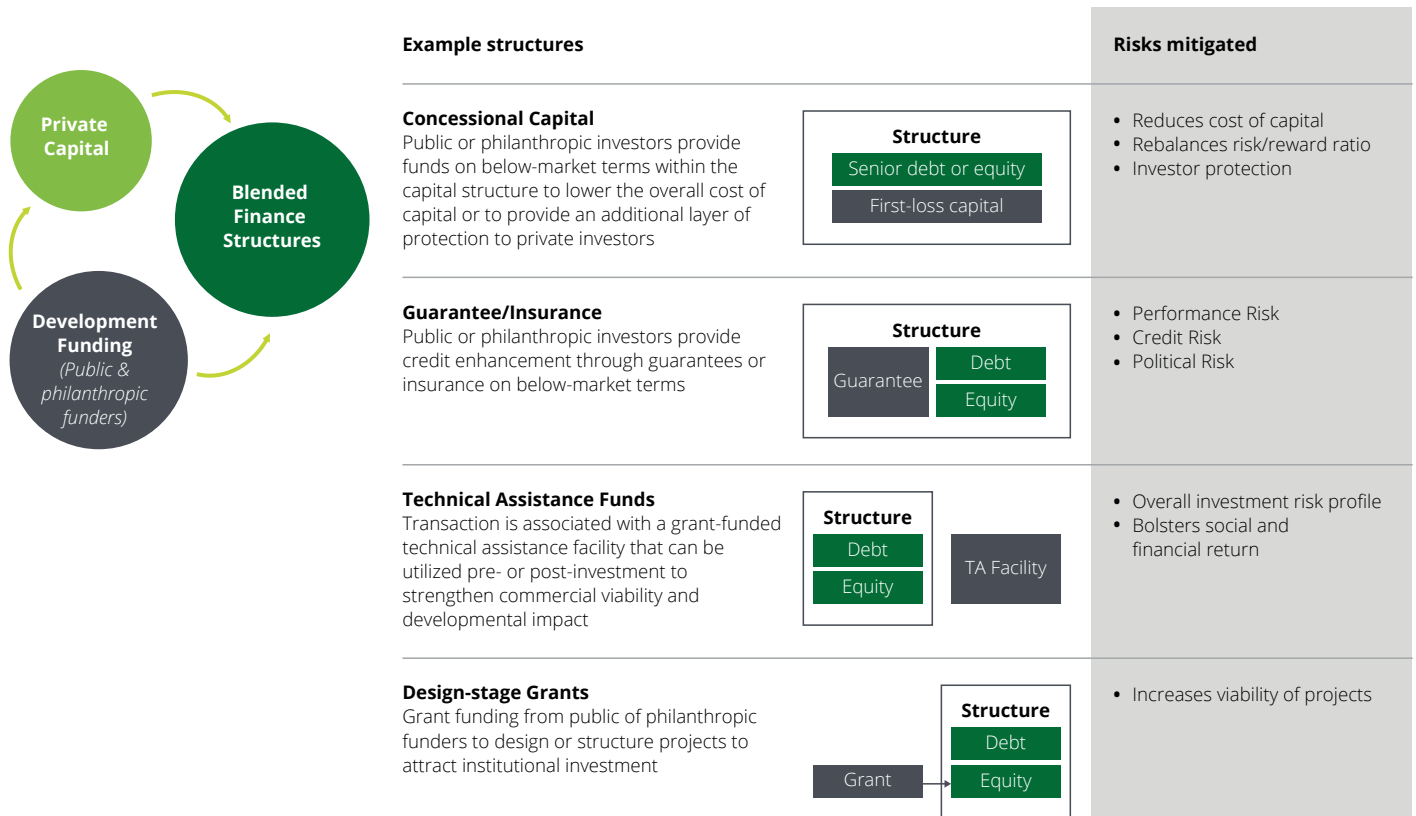 Private
Capital
Blended
Finance
Structures
Development
Funding
(Public &
philanthropic
funders)
Example structures
Risks mitigated
Concessional Capital
Public or philanthropic investors provide
funds on below-market terms within the
capital structure to lower the overall cost of
capital or to provide an additional layer of
protection to private investors
Structure
Senior debt or equity
First-loss capital
• Reduces cost of capital
• Rebalances risk/reward ratio
• Investor protection
Guarantee/Insurance
Public or philanthropic investors provide
credit enhancement through guarantees or
insurance on below-market terms
Structure
Guarantee
Debt
Equity
• Performance Risk
• Credit Risk
• Political Risk
Technical Assistance Funds
Transaction is associated with a grant-funded
technical assistance facility that can be
utilized pre- or post-investment to
strengthen commercial viability and
developmental impact
Structure
Debt
Equity
TA Facility
• Overall investment risk profile
• Bolsters social and
financial return
Design-stage Grants
Grant funding from public of philanthropic
funders to design or structure projects to
attract institutional investment
Grant
Structure
Debt
Equity
• Increases viability of projects